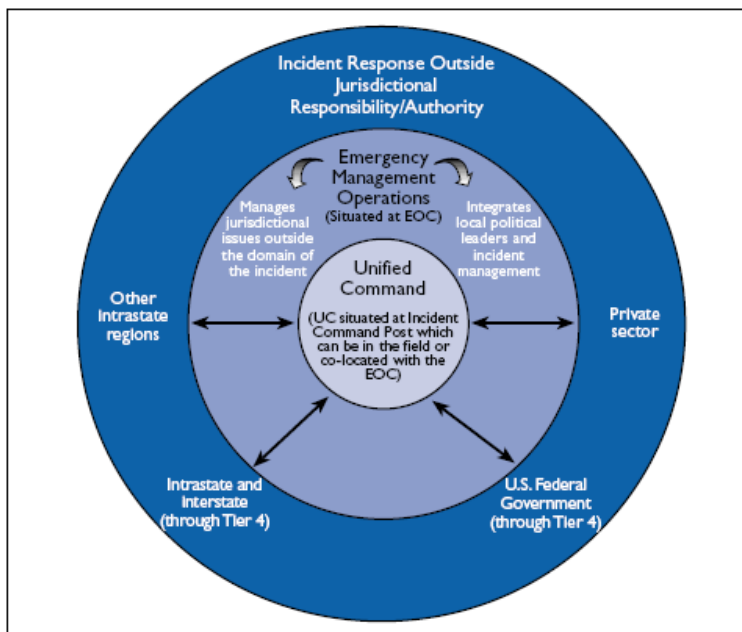 Incident Response Outside
Jurisdictional
Responsibility/Authority
Emergency
Management
Operations
(Situated at EOC)
Manages
jurisdictional
issues outside
the domain of
the incident
Integrates
local political
leaders and
incident
management
Unified
Command
(UC situated at Incident
Command Post which
can be in the field or
co-located with the
EOC)
Other
intrastate
regions
Private
sector
Intrastate and
interstate
(through Tier 4)
U.S. Federal
Government
(through Tier 4)